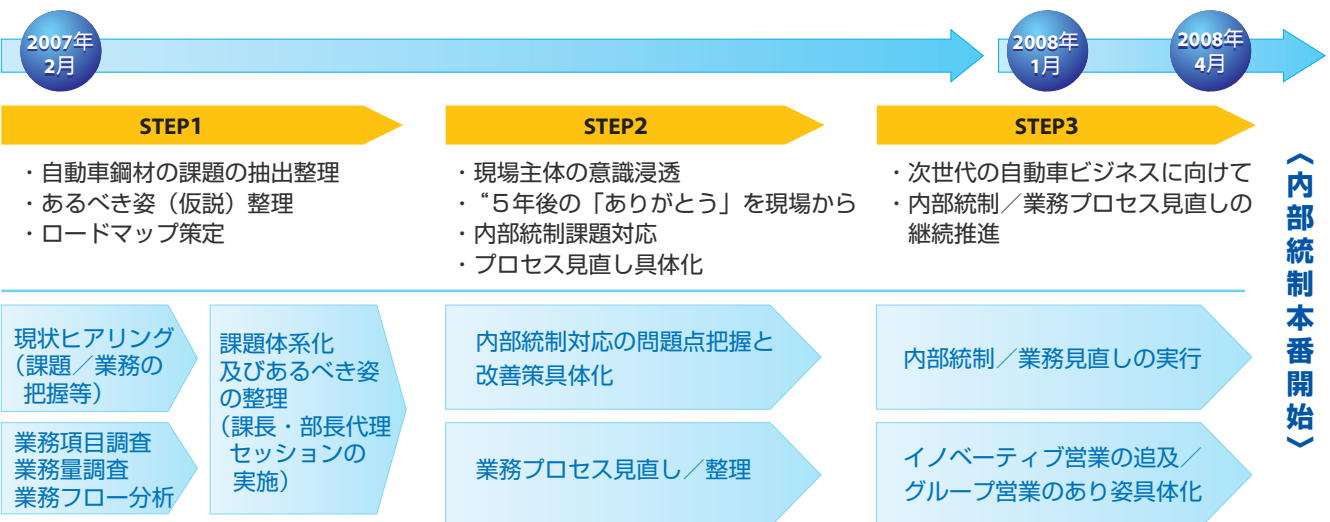 2007年
2月
2008年
1月
2008年
4月
STEP1
・自動車鋼材の課題の抽出整理
・あるべき姿（仮説）整理
・ロードマップ策定
STEP2
・現場主体の意識浸透
・“5年後の「ありがとう」を現場から
・内部統制課題対応
・プロセス見直し具体化
STEP3
・次世代の自動車ビジネスに向けて
・内部統制／業務プロセス見直しの
継続推進
現状ヒアリング
（課題／業務の
把握等）
業務項目調査
業務量調査
業務フロー分析
課題体系化
及びあるべき姿
の整理
（課長・部長代理
セッションの
実施）
内部統制対応の問題点把握と
改善策具体化
業務プロセス見直し／整理
内部統制／業務見直しの実行
イノベーティブ営業の追及／
グループ営業のあり姿具体化
〈内部統制本番開始〉